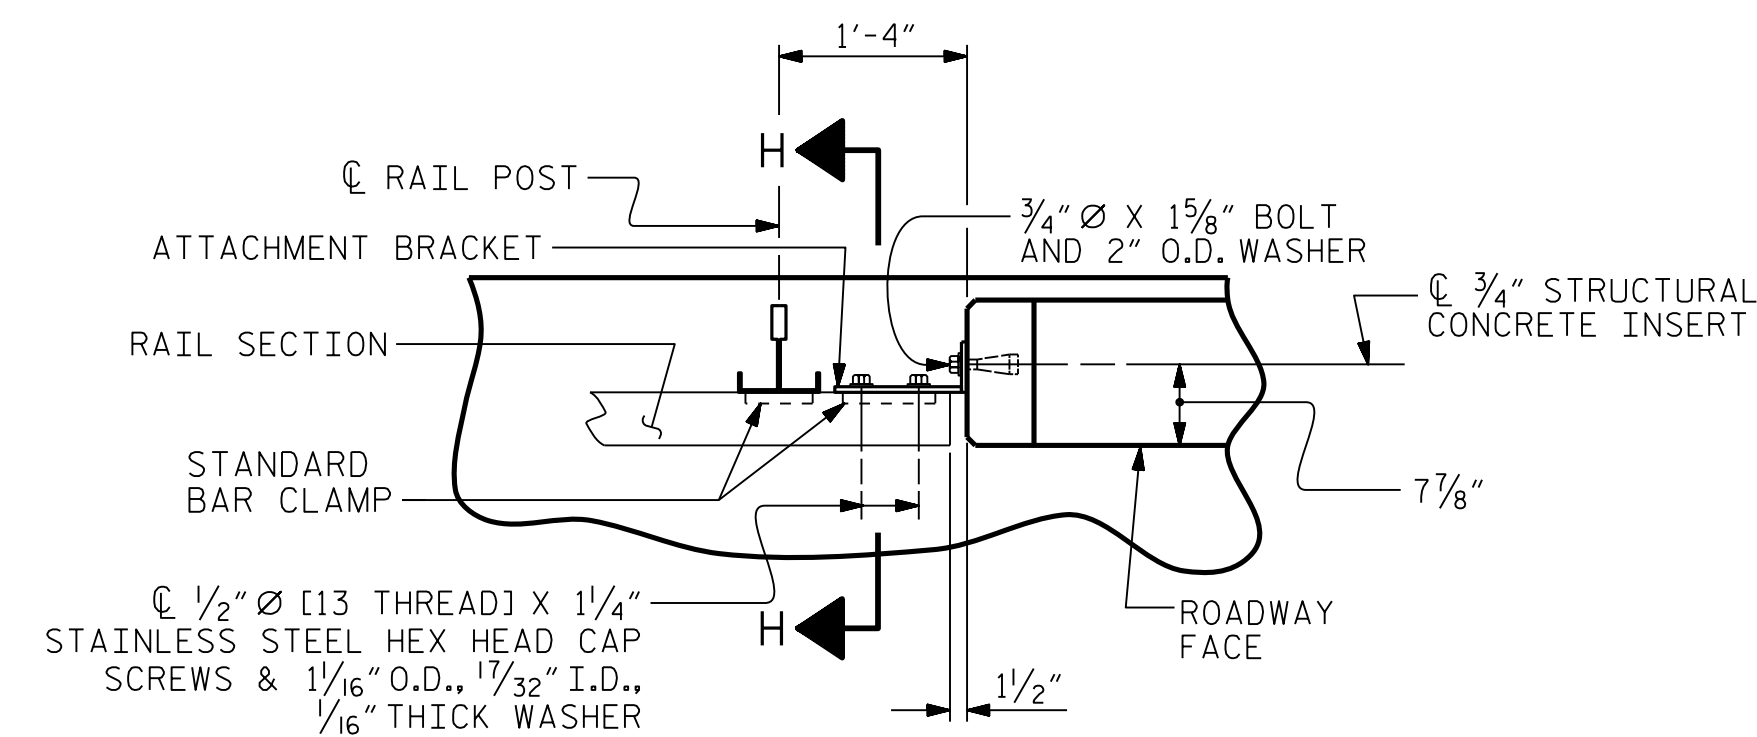 1'-4"
H
℄ RAIL POST
3/4" Ø X 1 5/8" BOLT
AND 2" O.D. WASHER
ATTACHMENT BRACKET
℄ 3/4" STRUCTURAL
CONCRETE INSERT
RAIL SECTION
STANDARD
BAR CLAMP
7 7/8"
℄ 1/2" Ø [13 THREAD] X 1 1/4"
STAINLESS STEEL HEX HEAD CAP
SCREWS & 1 1/16" O.D., 17/32" I.D.,
1/16" THICK WASHER
H
ROADWAY
FACE
1 1/2"